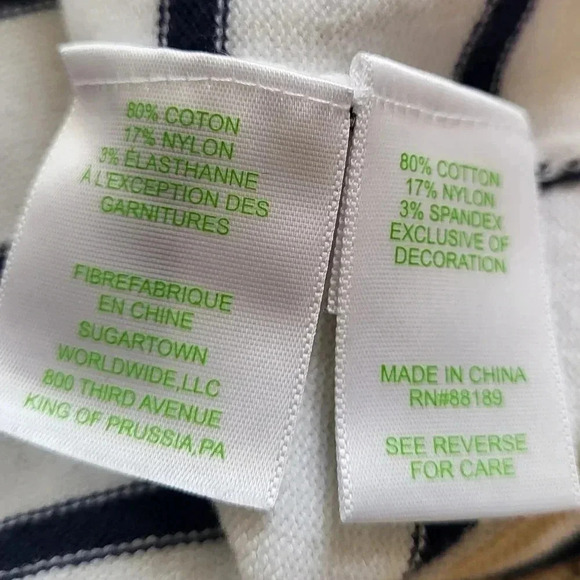 80% COTON
17% NYLON
3% ÉLASTHANNE
À L'EXCEPTION DES
GARNITURES
FIBREFABRIQUE
EN CHINE
SUGARTOWN
WORLDWIDE,LLC
800 THIRD AVENUE
KING OF PRUSSIA,PA
80% COTTON
17% NYLON
3% SPANDEX
EXCLUSIVE OF
DECORATION
MADE IN CHINA
RN#88189
SEE REVERSE
FOR CARE